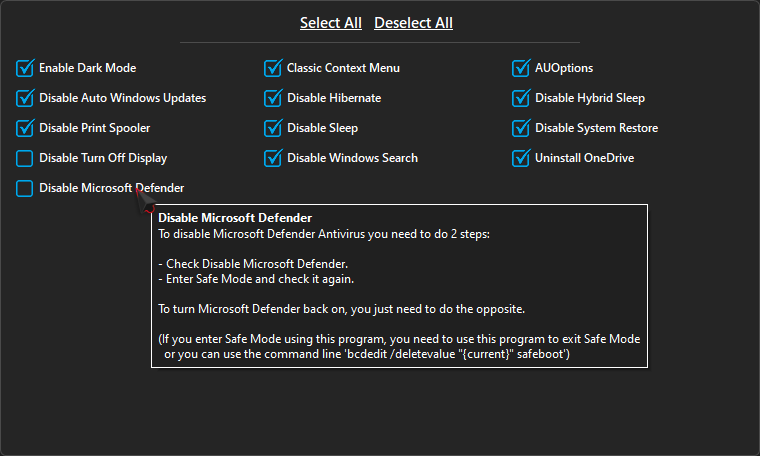 Select All Deselect All
Enable Dark Mode Classic Context Menu AUOptions
Disable Auto Windows Updates Disable Hibernate Disable Hybrid Sleep
Disable Print Spooler Disable Sleep Disable System Restore
Disable Turn Off Display Disable Windows Search Uninstall OneDrive
Disable Microsoft Defender
Disable Microsoft Defender
To disable Microsoft Defender Antivirus you need to do 2 steps:
- Check Disable Microsoft Defender.
- Enter Safe Mode and check it again.
To turn Microsoft Defender back on, you just need to do the opposite.
(If you enter Safe Mode using this program, you need to use this program to exit Safe Mode
or you can use the command line 'bcdedit /deletevalue "{current}" safeboot')